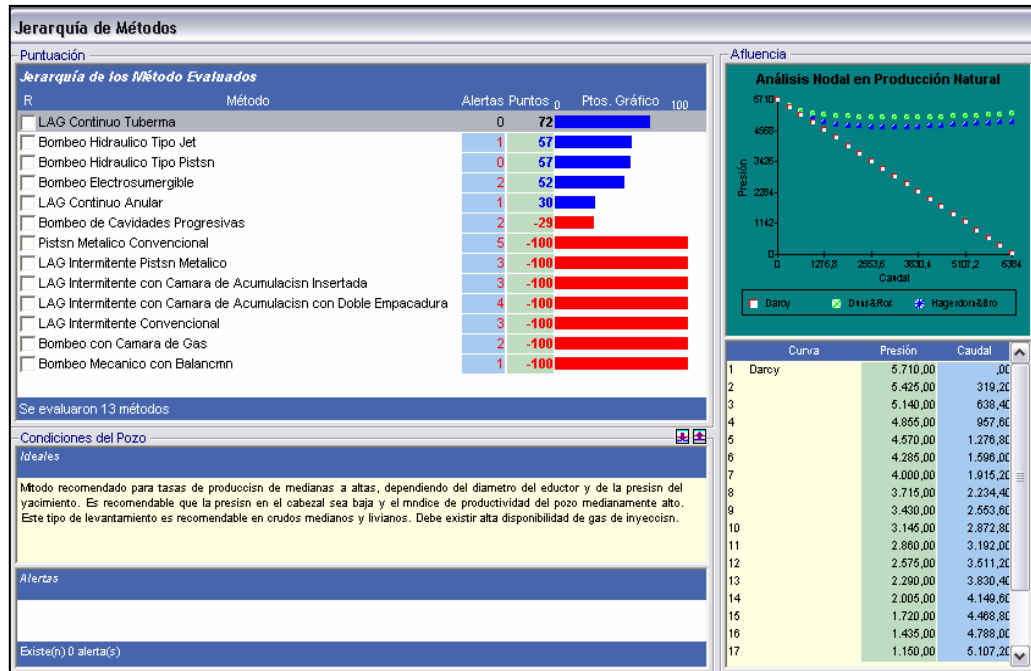 Jerarquía de Métodos
Puntuación
Jerarquía de los Método Evaluados
R Método Alertas Puntos 0 Ptos. Gráfico 100
LAG Continuo Tuberma 0 72
Bombeo Hidraulico Tipo Jet 1 57
Bombeo Hidraulico Tipo Pistsn 0 57
Bombeo Electrosumergible 2 52
LAG Continuo Anular 1 30
Bombeo de Cavidades Progresivas 2 -29
Pistsn Metalico Convencional 5 -100
LAG Intermitente Pistsn Metalico 3 -100
LAG Intermitente con Camara de Acumulacisn Insertada 3 -100
LAG Intermitente con Camara de Acumulacisn con Doble Empacadura 4 -100
LAG Intermitente Convencional 3 -100
Bombeo con Camara de Gas 2 -100
Bombeo Mecanico con Balancmn 1 -100
Se evaluaron 13 métodos
Condiciones del Pozo
Ideales
Mitodo recomendado para tasas de produccisn de medianas a altas, dependiendo del diametro del eductor y de la presisn del
yacimiento. Es recomendable que la presisn en el cabezal sea baja y el mndice de productividad del pozo medianamente alto.
Este tipo de levantamiento es recomendable en crudos medianos y livianos. Debe existir alta disponibilidad de gas de inyeccisn.
Alertas
Existe(n) 0 alerta(s)
Afluencia
Análisis Nodal en Producción Natural
Presión
5710
4568
3426
2284
1142
0
0 1276,8 2553,6 3830,4 5107,2 6384
Caudal
Darcy Duns&Ros Hagerdorn&Bro
Curva Presión Caudal
1 Darcy 5.710,00 ,00
2 5.425,00 319,20
3 5.140,00 638,40
4 4.855,00 957,60
5 4.570,00 1.276,80
6 4.285,00 1.596,00
7 4.000,00 1.915,20
8 3.715,00 2.234,40
9 3.430,00 2.553,60
10 3.145,00 2.872,80
11 2.860,00 3.192,00
12 2.575,00 3.511,20
13 2.290,00 3.830,40
14 2.005,00 4.149,60
15 1.720,00 4.468,80
16 1.435,00 4.788,00
17 1.150,00 5.107,20